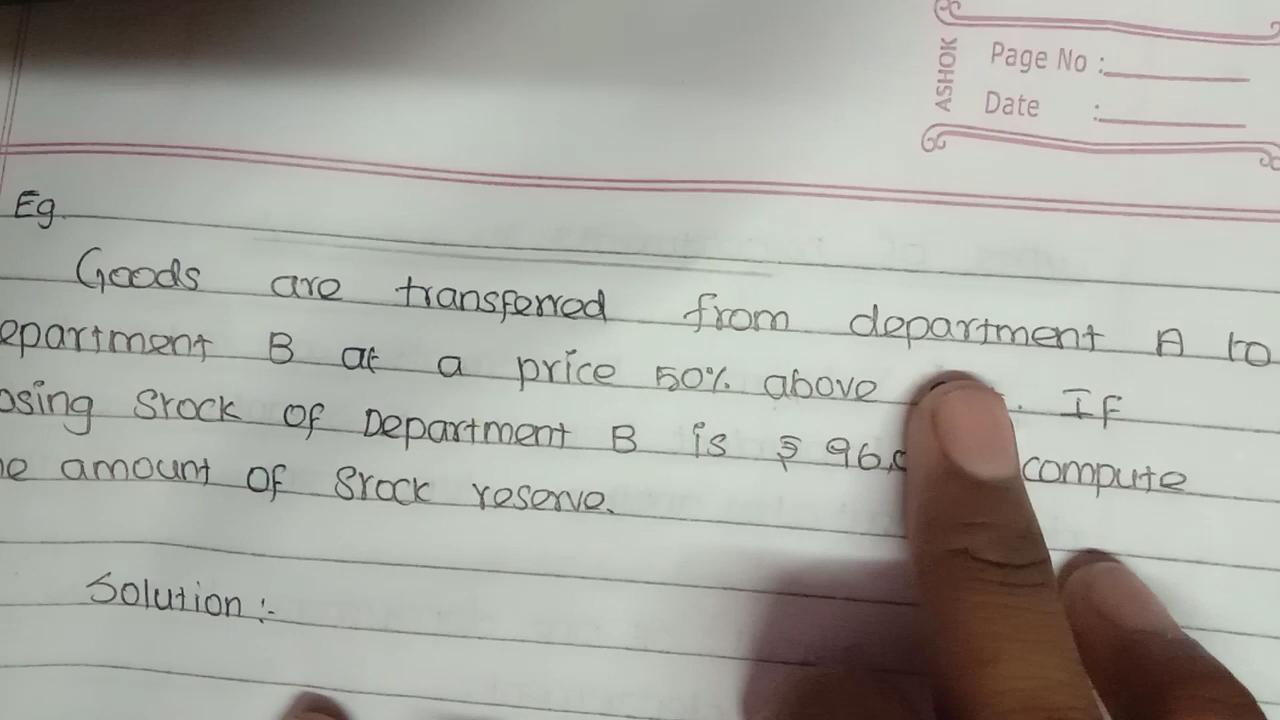 ASHOK
Page No :
Date :
Eg.
Goods are transferred from department A to
epartment B at a price 50% above . If
osing Stock of Department B is ₹ 96, compute
e amount of Stock reserve.
Solution :-